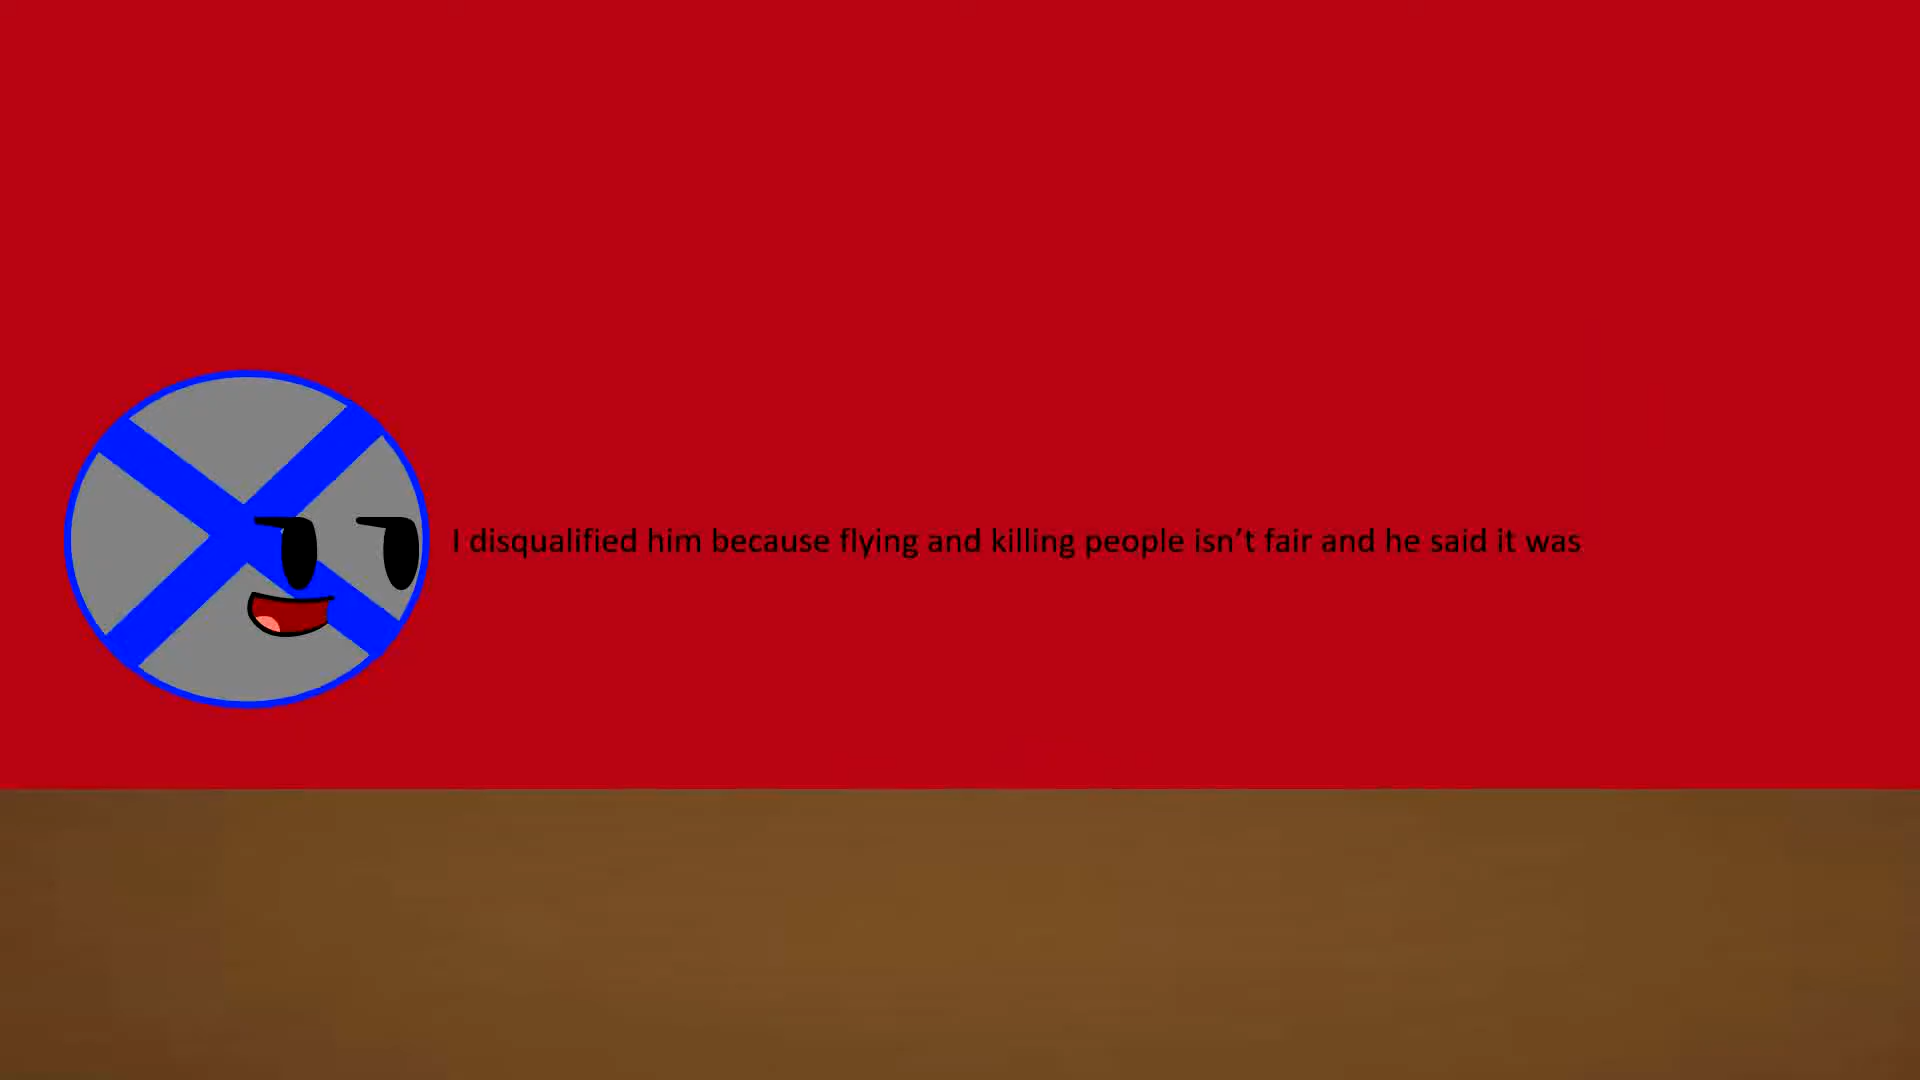 I disqualified him because flying and killing people isn’t fair and he said it was